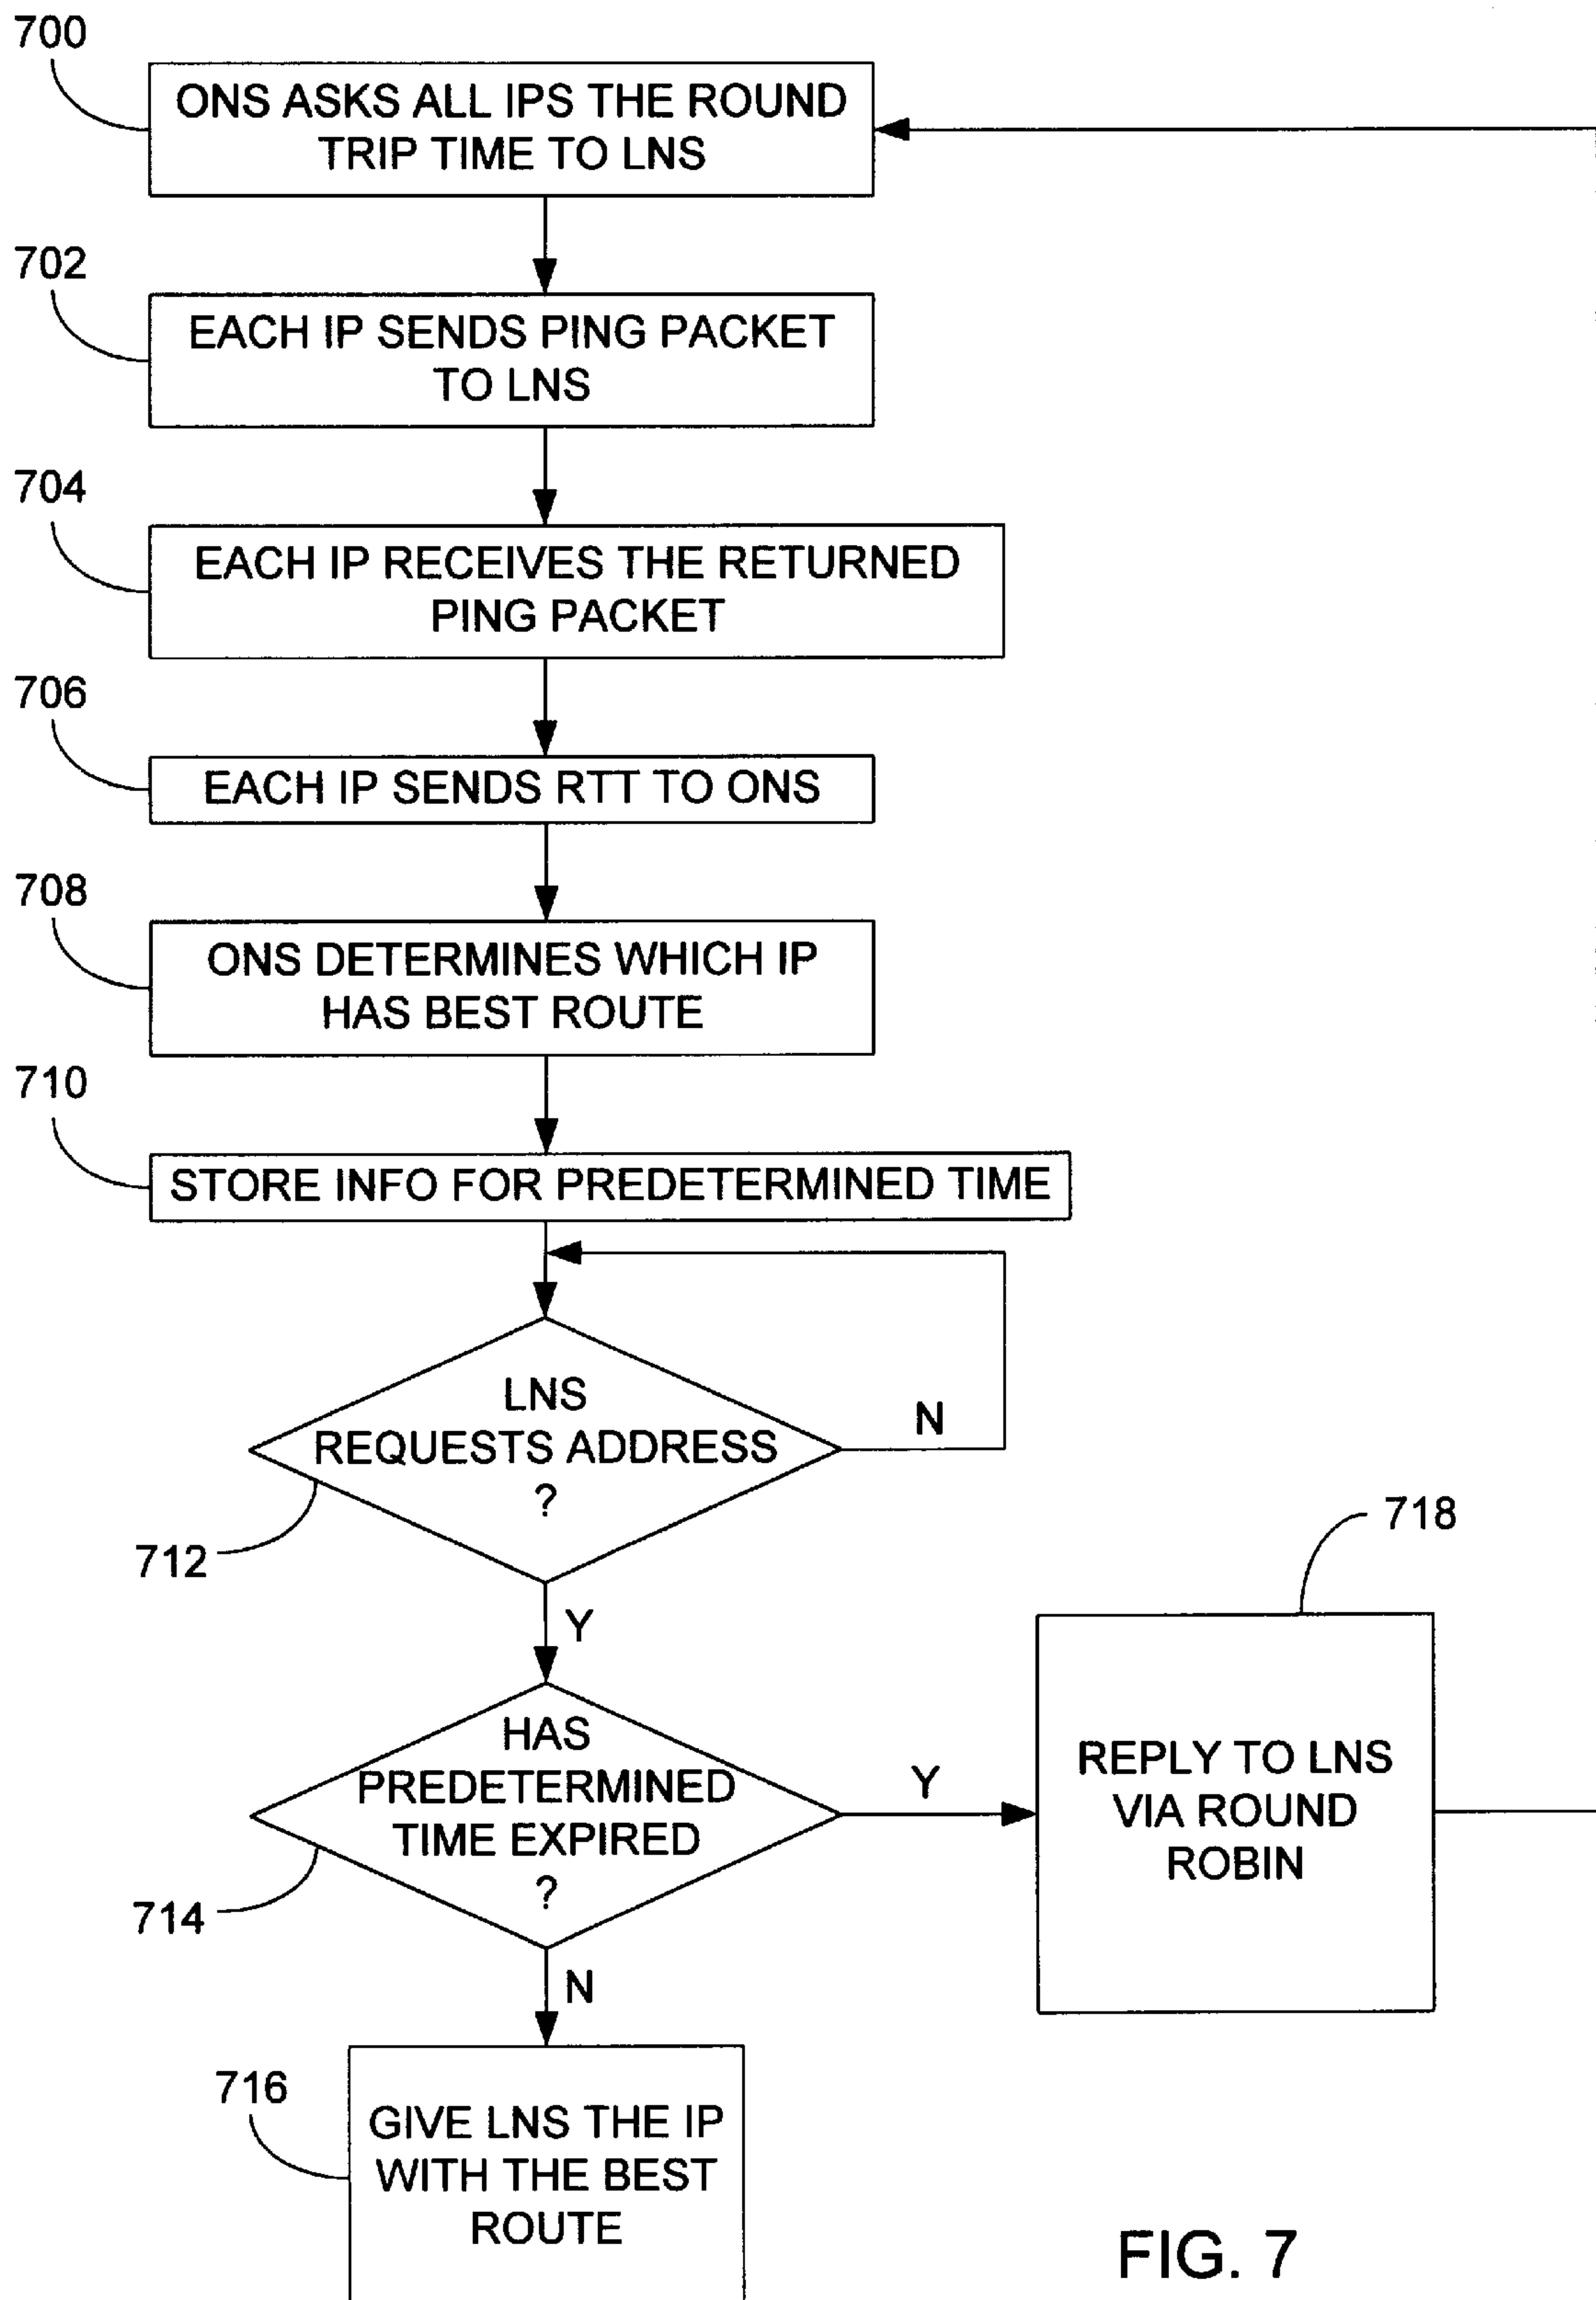 700
ONS ASKS ALL IPS THE ROUND
TRIP TIME TO LNS
702
EACH IP SENDS PING PACKET
TO LNS
704
EACH IP RECEIVES THE RETURNED
PING PACKET
706
EACH IP SENDS RTT TO ONS
708
ONS DETERMINES WHICH IP
HAS BEST ROUTE
710
STORE INFO FOR PREDETERMINED TIME
LNS
REQUESTS ADDRESS
?
N
712
Y
718
HAS
PREDETERMINED
TIME EXPIRED
?
Y
714
N
REPLY TO LNS
VIA ROUND
ROBIN
716
GIVE LNS THE IP
WITH THE BEST
ROUTE
FIG. 7